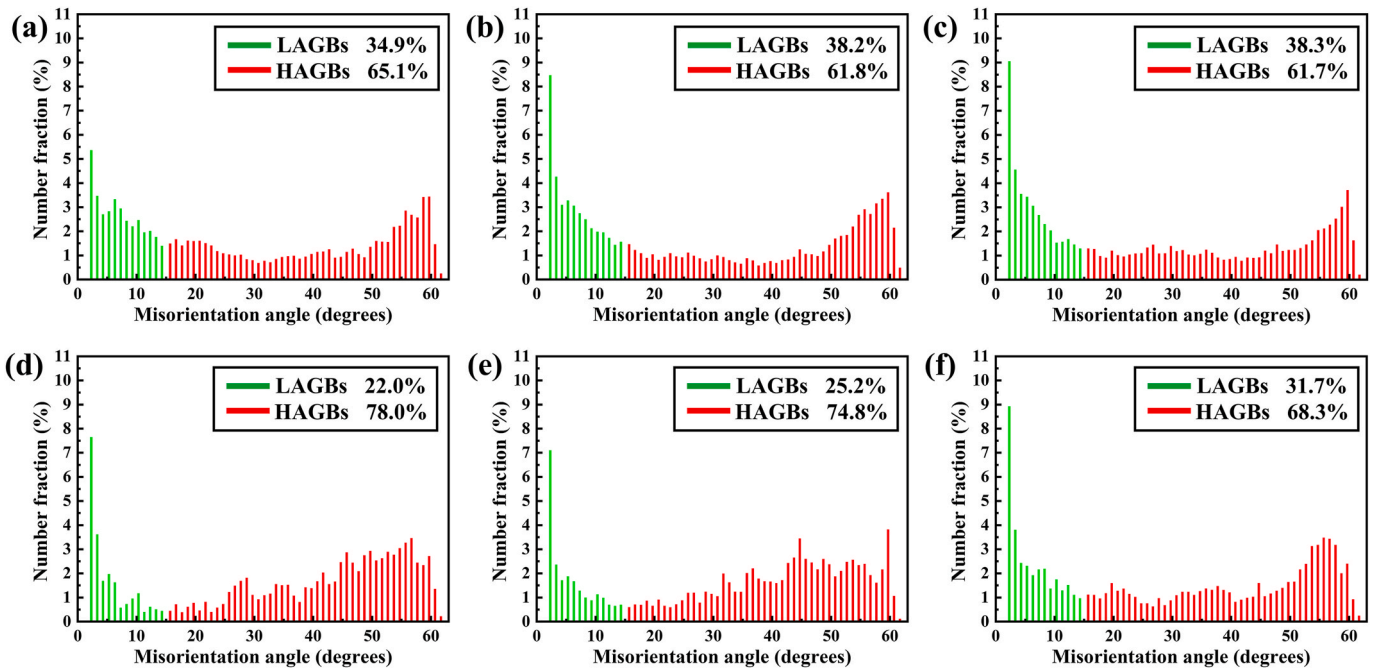 (a)
11
10
9
8
7
6
5
4
3
2
1
0
Number fraction (%)
LAGBs 34.9%
HAGBs 65.1%
0 10 20 30 40 50 60
Misorientation angle (degrees)
(b)
11
10
9
8
7
6
5
4
3
2
1
0
Number fraction (%)
LAGBs 38.2%
HAGBs 61.8%
0 10 20 30 40 50 60
Misorientation angle (degrees)
(c)
11
10
9
8
7
6
5
4
3
2
1
0
Number fraction (%)
LAGBs 38.3%
HAGBs 61.7%
0 10 20 30 40 50 60
Misorientation angle (degrees)
(d)
11
10
9
8
7
6
5
4
3
2
1
0
Number fraction (%)
LAGBs 22.0%
HAGBs 78.0%
0 10 20 30 40 50 60
Misorientation angle (degrees)
(e)
11
10
9
8
7
6
5
4
3
2
1
0
Number fraction (%)
LAGBs 25.2%
HAGBs 74.8%
0 10 20 30 40 50 60
Misorientation angle (degrees)
(f)
11
10
9
8
7
6
5
4
3
2
1
0
Number fraction (%)
LAGBs 31.7%
HAGBs 68.3%
0 10 20 30 40 50 60
Misorientation angle (degrees)